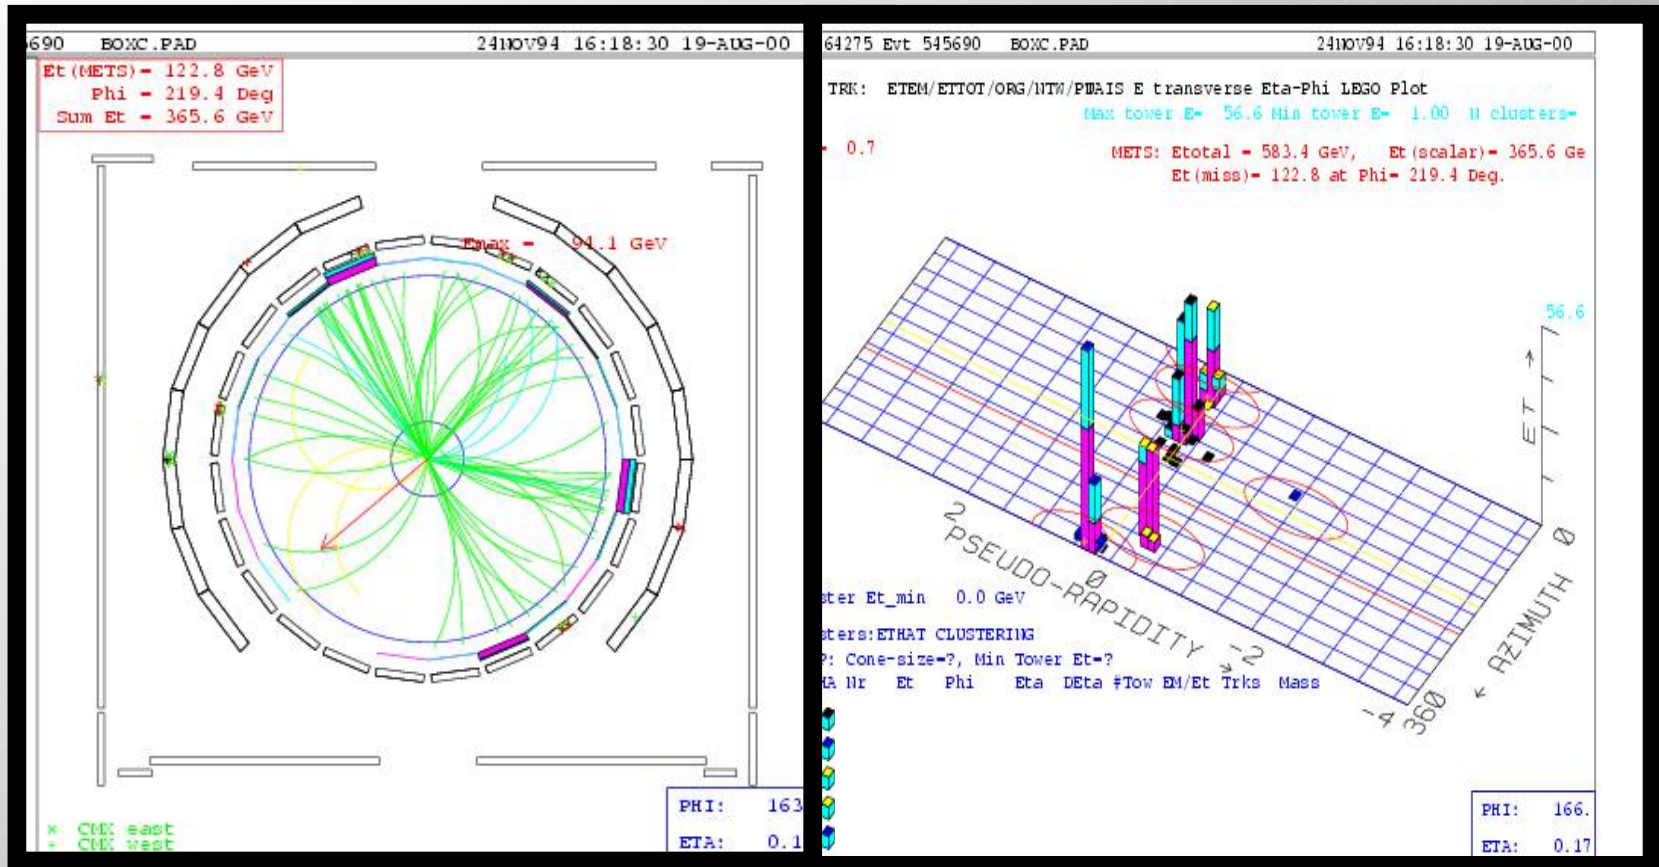 6690 BOXC.PAD 24NOV94 16:18:30 19-AUG-00
Et(METS)= 122.8 GeV
Phi = 219.4 Deg
Sum Et = 365.6 GeV
Emax = 94.1 GeV
PHI: 163
ETA: 0.1
× CMX east
+ CMX west
64275 Evt 545690 BOXC.PAD 24NOV94 16:18:30 19-AUG-00
TRK: ETEM/ETTOT/ORG/NTW/PWAIS E transverse Eta-Phi LEGO Plot
Max tower E= 56.6 Min tower E= 1.00 N clusters=
= 0.7
METS: Etotal = 583.4 GeV, Et(scalar)= 365.6 Ge
Et(miss)= 122.8 at Phi= 219.4 Deg.
56.6
ET →
2
0
-2
-4
PSEUDO-RAPIDITY →
0
360
← AZIMUTH
ster Et_min 0.0 GeV
sters:ETHAT CLUSTERING
P: Cone-size=?, Min Tower Et=?
HA Nr Et Phi Eta DEta #Tow EM/Et Trks Mass
PHI: 166.
ETA: 0.17